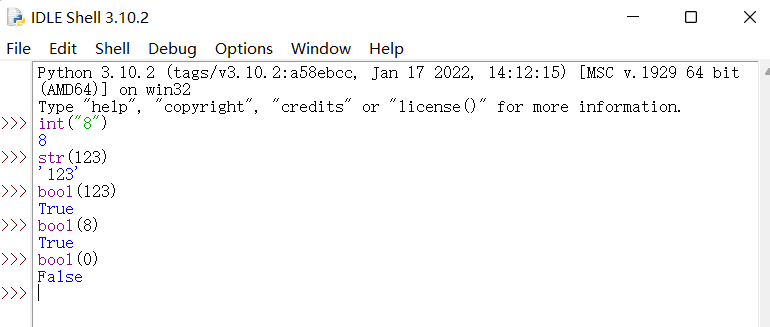 IDLE Shell 3.10.2
File Edit Shell Debug Options Window Help
Python 3.10.2 (tags/v3.10.2:a58ebcc, Jan 17 2022, 14:12:15) [MSC v.1929 64 bit
(AMD64)] on win32
Type "help", "copyright", "credits" or "license()" for more information.
>>> int("8")
8
>>> str(123)
'123'
>>> bool(123)
True
>>> bool(8)
True
>>> bool(0)
False
>>>